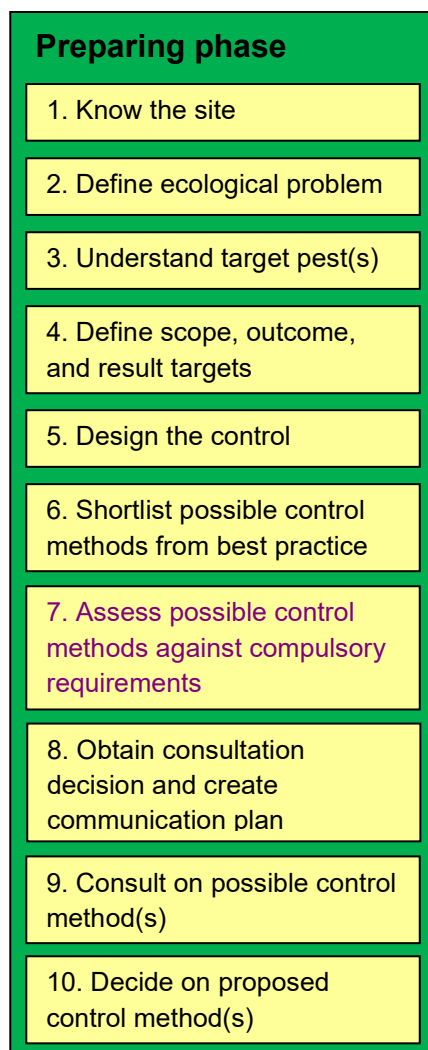 Preparing phase
1. Know the site
2. Define ecological problem
3. Understand target pest(s)
4. Define scope, outcome,
and result targets
5. Design the control
6. Shortlist possible control
methods from best practice
7. Assess possible control
methods against compulsory
requirements
8. Obtain consultation
decision and create
communication plan
9. Consult on possible control
method(s)
10. Decide on proposed
control method(s)